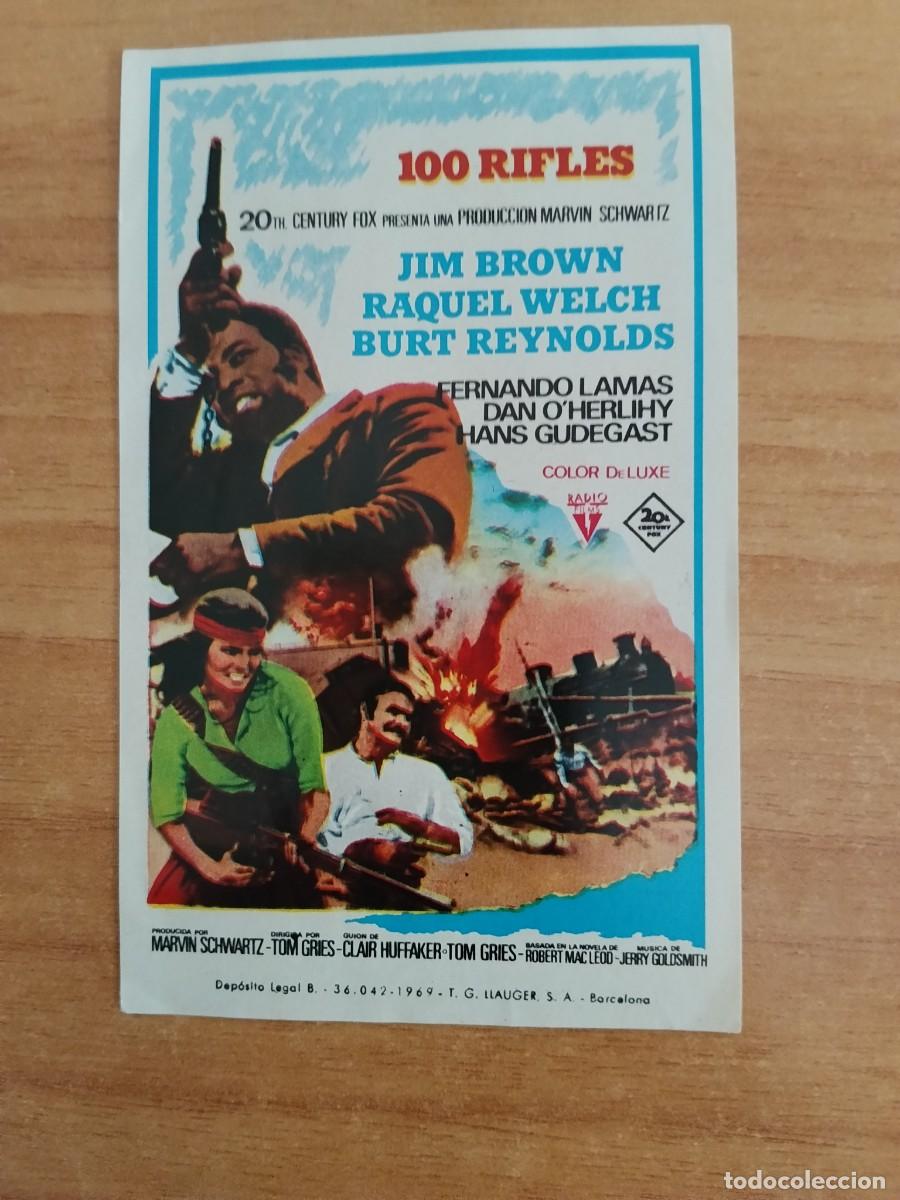 100 RIFLES
20TH. CENTURY FOX PRESENTA UNA PRODUCCION MARVIN SCHWARTZ
JIM BROWN
RAQUEL WELCH
BURT REYNOLDS
FERNANDO LAMAS
DAN O'HERLIHY
HANS GUDEGAST
COLOR DeLUXE
RADIO
FILMS
20th
CENTURY
FOX
PRODUCIDA POR
MARVIN SCHWARTZ-
DIRIGIDA POR
TOM GRIES-
GUION DE
CLAIR HUFFAKER·TOM GRIES-
BASADA EN LA NOVELA DE
ROBERT MAC LEOD-
MUSICA DE
JERRY GOLDSMITH
Depósito Legal B. - 36.042-1969 - T. G. LLAUGER, S. A. - Barcelona
todocoleccion